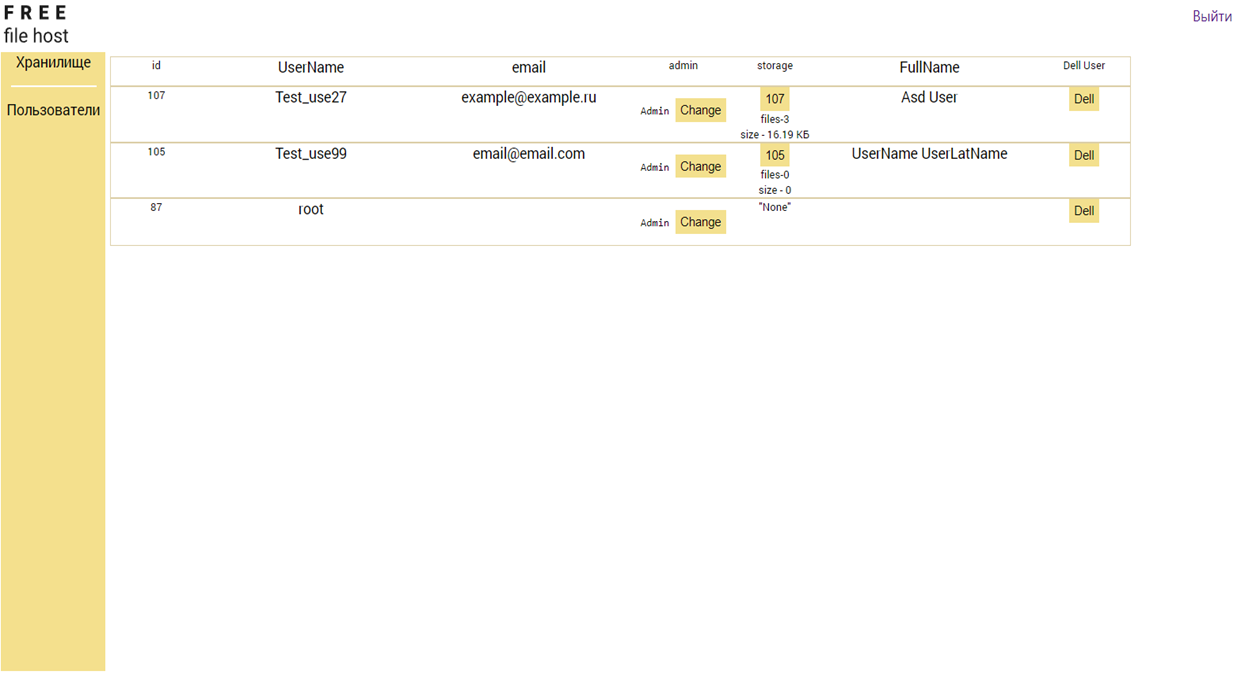 FREE
file host
Выйти
Хранилище
Пользователи
id UserName email admin storage FullName Dell User
107 Test_use27 example@example.ru Admin Change 107 Asd User Dell
files-3
size - 16.19 КБ
105 Test_use99 email@email.com Admin Change 105 UserName UserLatName Dell
files-0
size - 0
87 root Admin Change "None" Dell